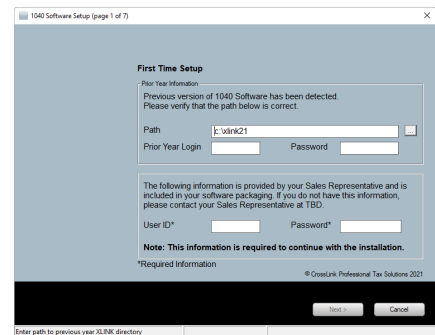 1040 Software Setup (page 1 of 7)
First Time Setup
Prior Year Information
Previous version of 1040 Software has been detected.
Please verify that the path below is correct.
Path c:\xlink21 ...
Prior Year Login Password
The following information is provided by your Sales Representative and is
included in your software packaging. If you do not have this information,
please contact your Sales Representative at TBD.
User ID* Password*
Note: This information is required to continue with the installation.
*Required Information
© CrossLink Professional Tax Solutions 2021
Next > Cancel
Enter path to previous year XLINK directory